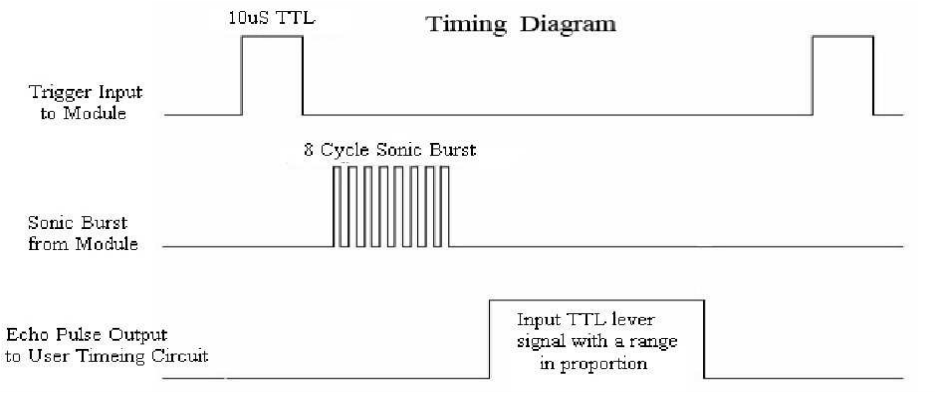 10uS TTL
Timing Diagram
Trigger Input
to Module
8 Cycle Sonic Burst
Sonic Burst
from Module
Echo Pulse Output
to User Timeing Circuit
Input TTL lever
signal with a range
in proportion